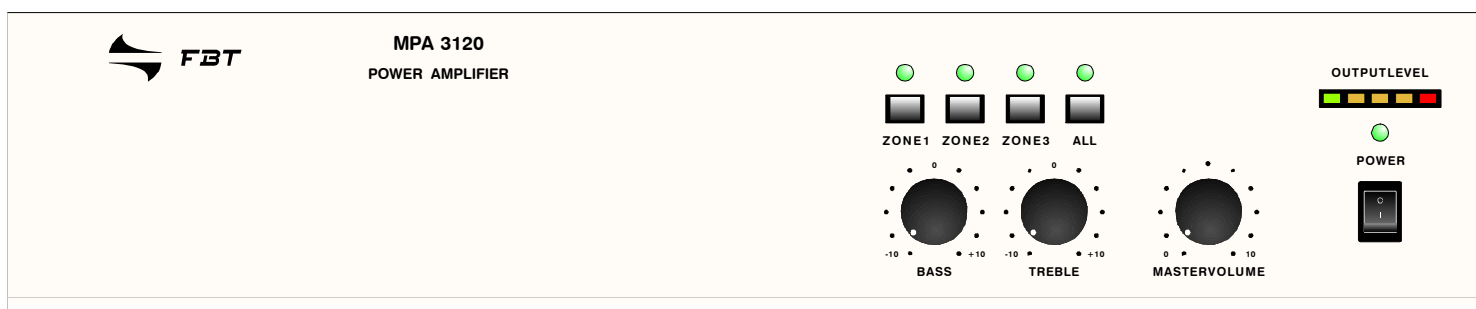 FBT
MPA 3120
POWER AMPLIFIER
OUTPUTLEVEL
ZONE1 ZONE2 ZONE3 ALL
POWER
0 0
O
I
-10 +10 -10 +10 0 10
BASS TREBLE MASTERVOLUME